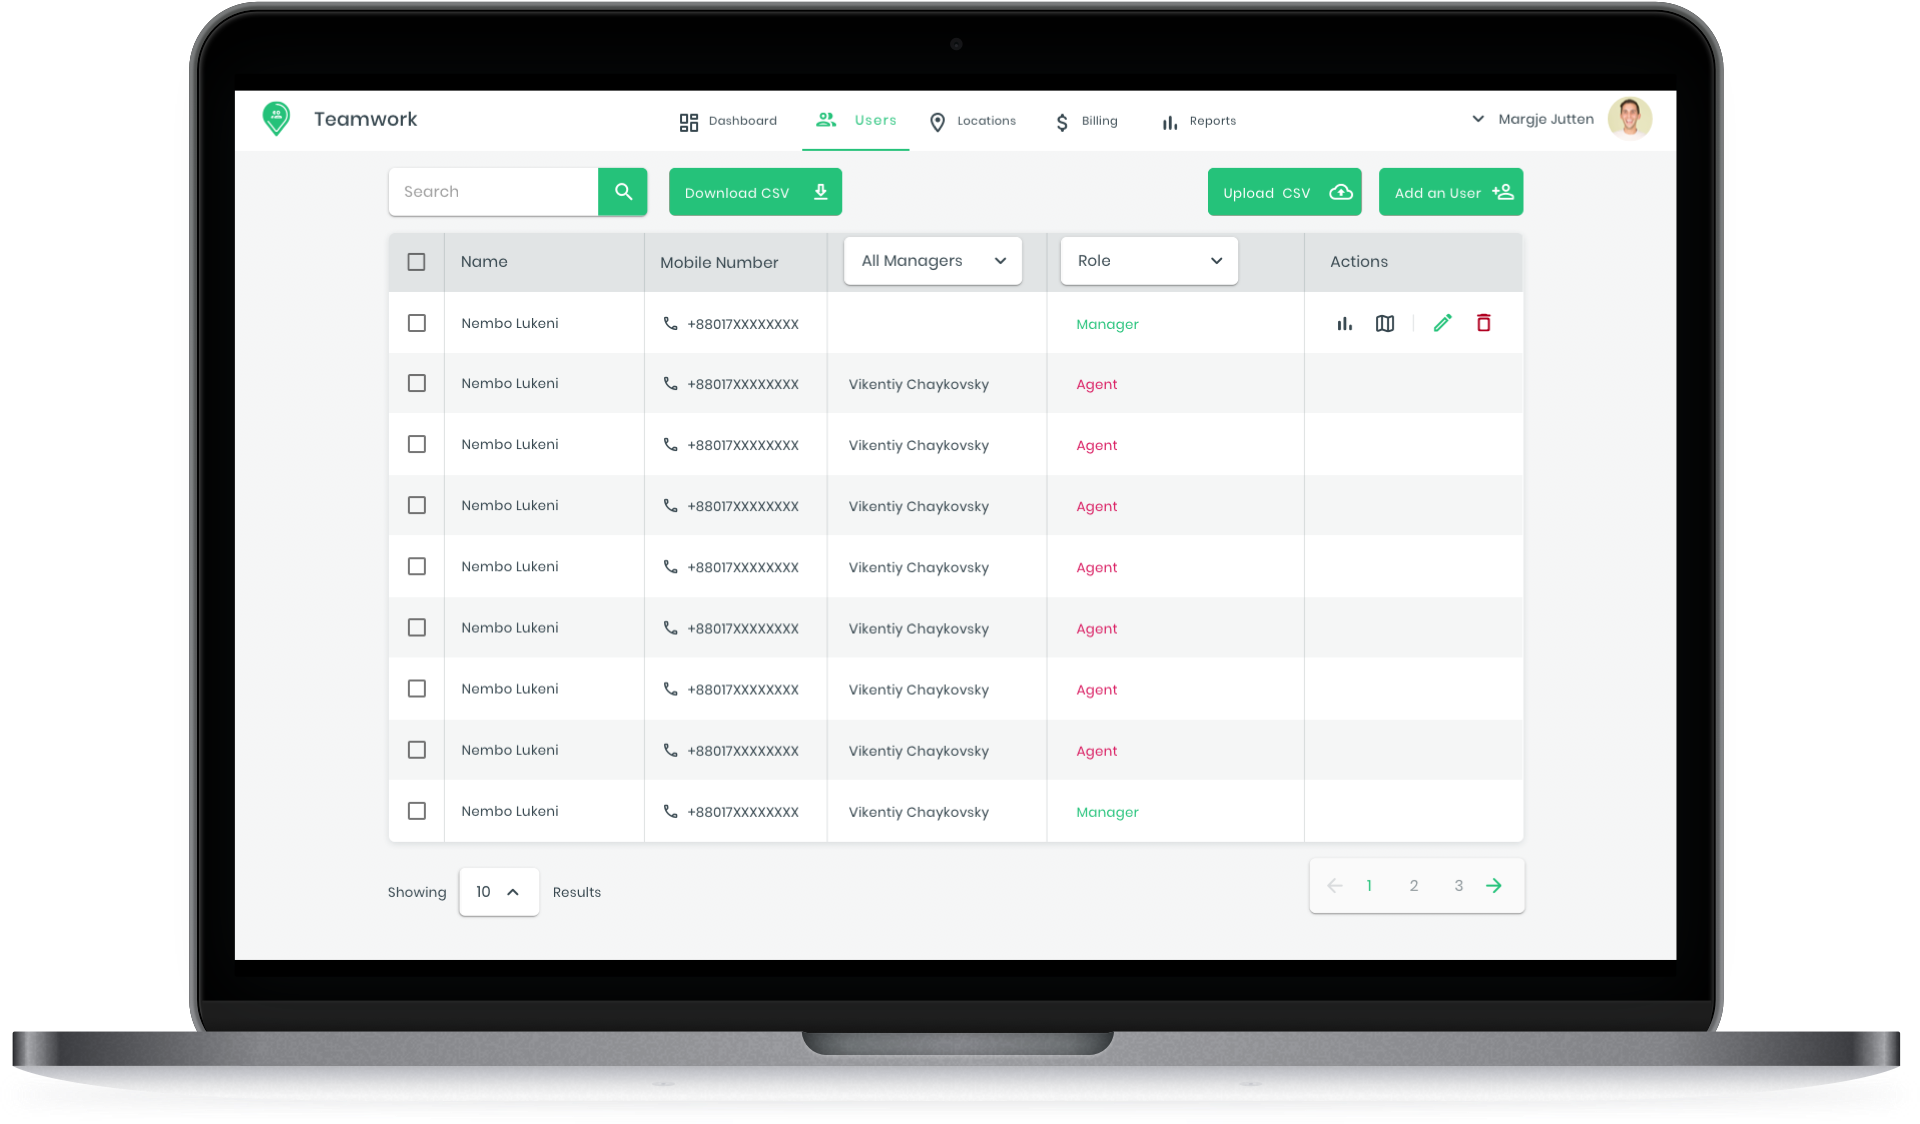 Teamwork
Dashboard
Users
Locations
Billing
Reports
Margje Jutten
Search
Download CSV
Upload CSV
Add an User
Name
Mobile Number
All Managers
Role
Actions
Nembo Lukeni +88017XXXXXXXX Manager
Nembo Lukeni +88017XXXXXXXX Vikentiy Chaykovsky Agent
Nembo Lukeni +88017XXXXXXXX Vikentiy Chaykovsky Agent
Nembo Lukeni +88017XXXXXXXX Vikentiy Chaykovsky Agent
Nembo Lukeni +88017XXXXXXXX Vikentiy Chaykovsky Agent
Nembo Lukeni +88017XXXXXXXX Vikentiy Chaykovsky Agent
Nembo Lukeni +88017XXXXXXXX Vikentiy Chaykovsky Agent
Nembo Lukeni +88017XXXXXXXX Vikentiy Chaykovsky Agent
Nembo Lukeni +88017XXXXXXXX Vikentiy Chaykovsky Manager
Showing 10 Results
1 2 3